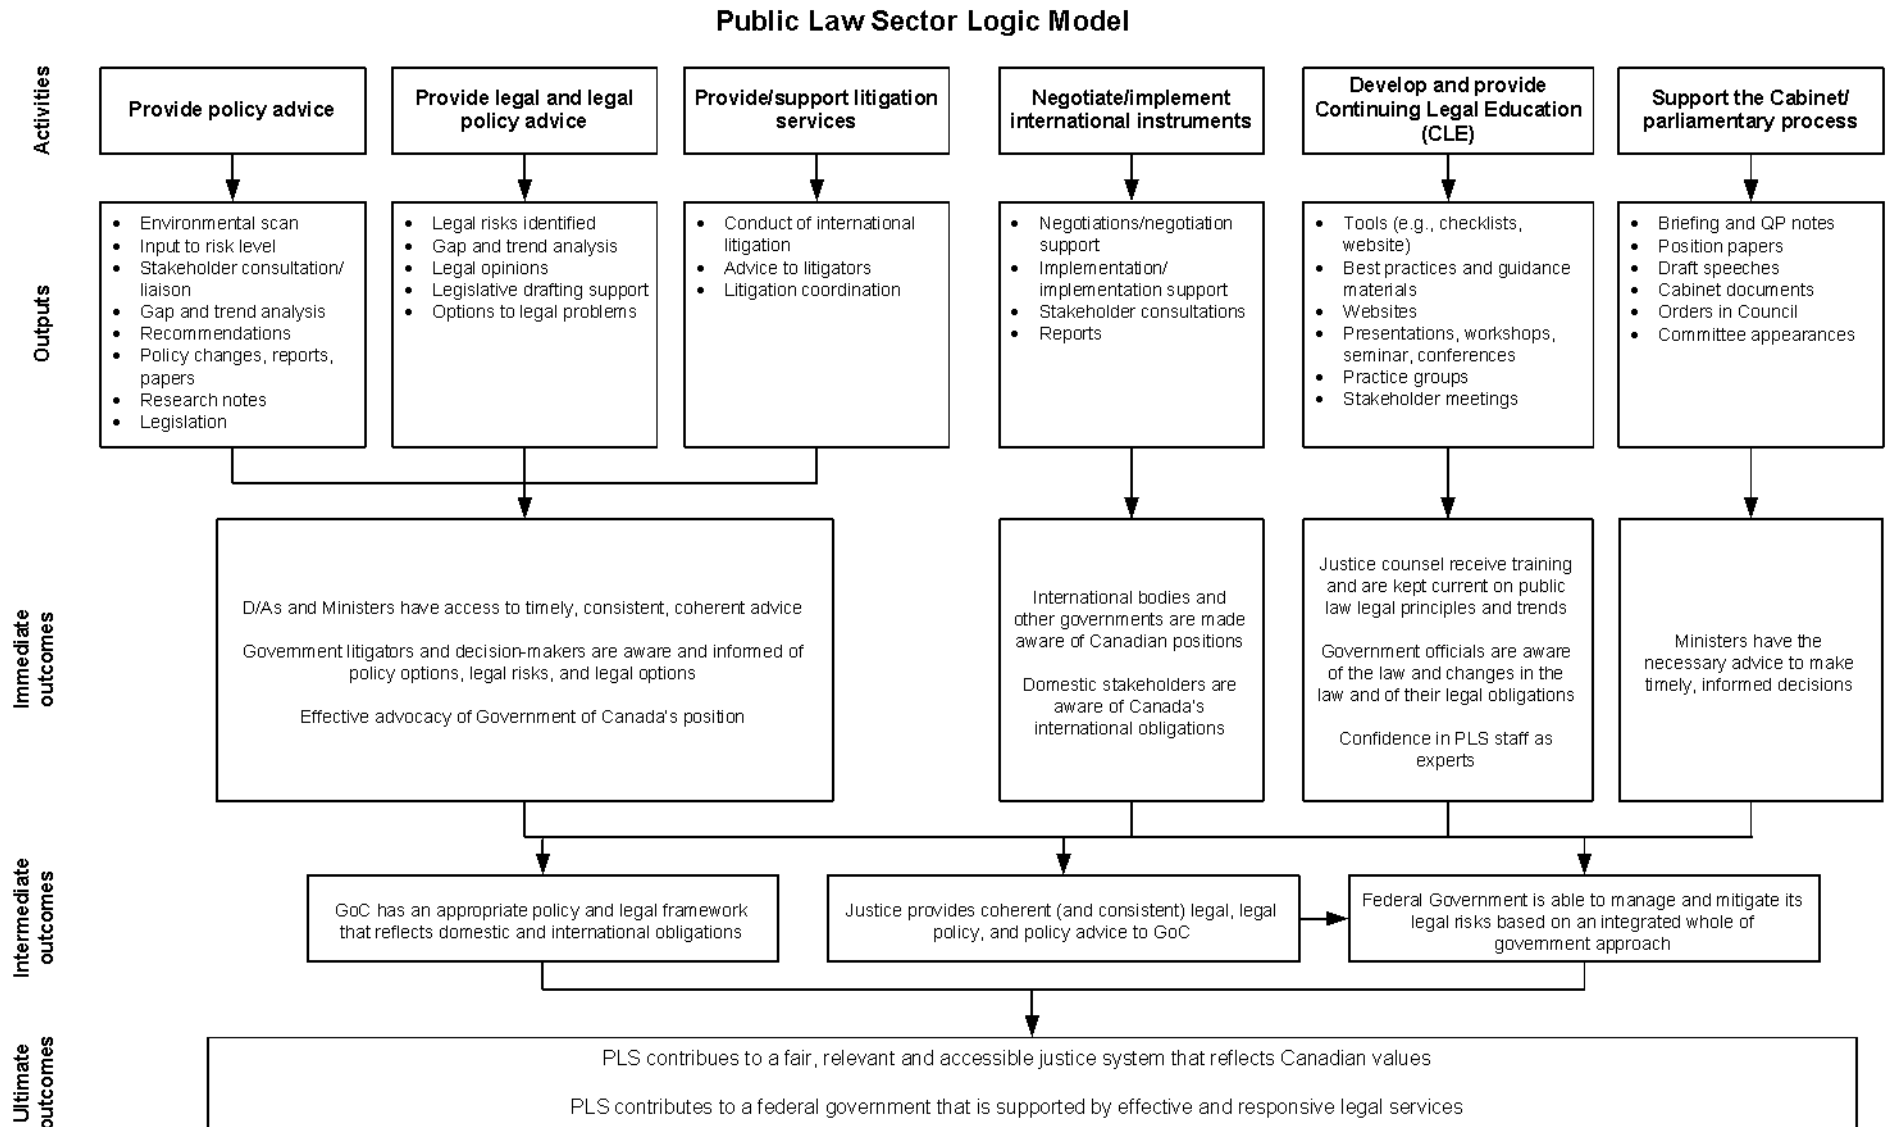 Public Law Sector Logic Model
Activities
Provide policy advice
Provide legal and legal
policy advice
Provide/support litigation
services
Negotiate/implement
international instruments
Develop and provide
Continuing Legal Education
(CLE)
Support the Cabinet/
parliamentary process
Outputs
• Environmental scan
• Input to risk level
• Stakeholder consultation/
liaison
• Gap and trend analysis
• Recommendations
• Policy changes, reports,
papers
• Research notes
• Legislation
• Legal risks identified
• Gap and trend analysis
• Legal opinions
• Legislative drafting support
• Options to legal problems
• Conduct of international
litigation
• Advice to litigators
• Litigation coordination
• Negotiations/negotiation
support
• Implementation/
implementation support
• Stakeholder consultations
• Reports
• Tools (e.g., checklists,
website)
• Best practices and guidance
materials
• Websites
• Presentations, workshops,
seminar, conferences
• Practice groups
• Stakeholder meetings
• Briefing and QP notes
• Position papers
• Draft speeches
• Cabinet documents
• Orders in Council
• Committee appearances
Immediate
outcomes
D/As and Ministers have access to timely, consistent, coherent advice
Government litigators and decision-makers are aware and informed of
policy options, legal risks, and legal options
Effective advocacy of Government of Canada's position
International bodies and
other governments are made
aware of Canadian positions
Domestic stakeholders are
aware of Canada's
international obligations
Justice counsel receive training
and are kept current on public
law legal principles and trends
Government officials are aware
of the law and changes in the
law and of their legal obligations
Confidence in PLS staff as
experts
Ministers have the
necessary advice to make
timely, informed decisions
Intermediate
outcomes
GoC has an appropriate policy and legal framework
that reflects domestic and international obligations
Justice provides coherent (and consistent) legal, legal
policy, and policy advice to GoC
Federal Government is able to manage and mitigate its
legal risks based on an integrated whole of
government approach
Ultimate
outcomes
PLS contribues to a fair, relevant and accessible justice system that reflects Canadian values
PLS contributes to a federal government that is supported by effective and responsive legal services